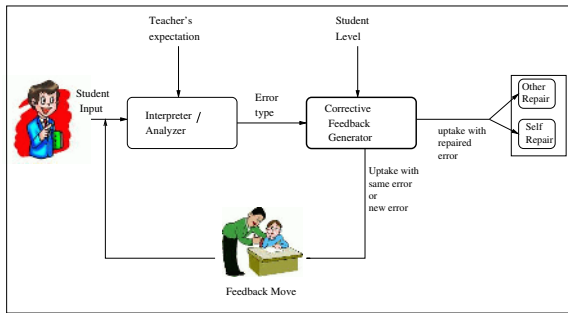 Teacher's
expectation
Student
Level
Student
Input
Interpreter /
Analyzer
Error
type
Corrective
Feedback
Generator
uptake with
repaired
error
Other
Repair
Self
Repair
Uptake with
same error
or
new error
Feedback Move